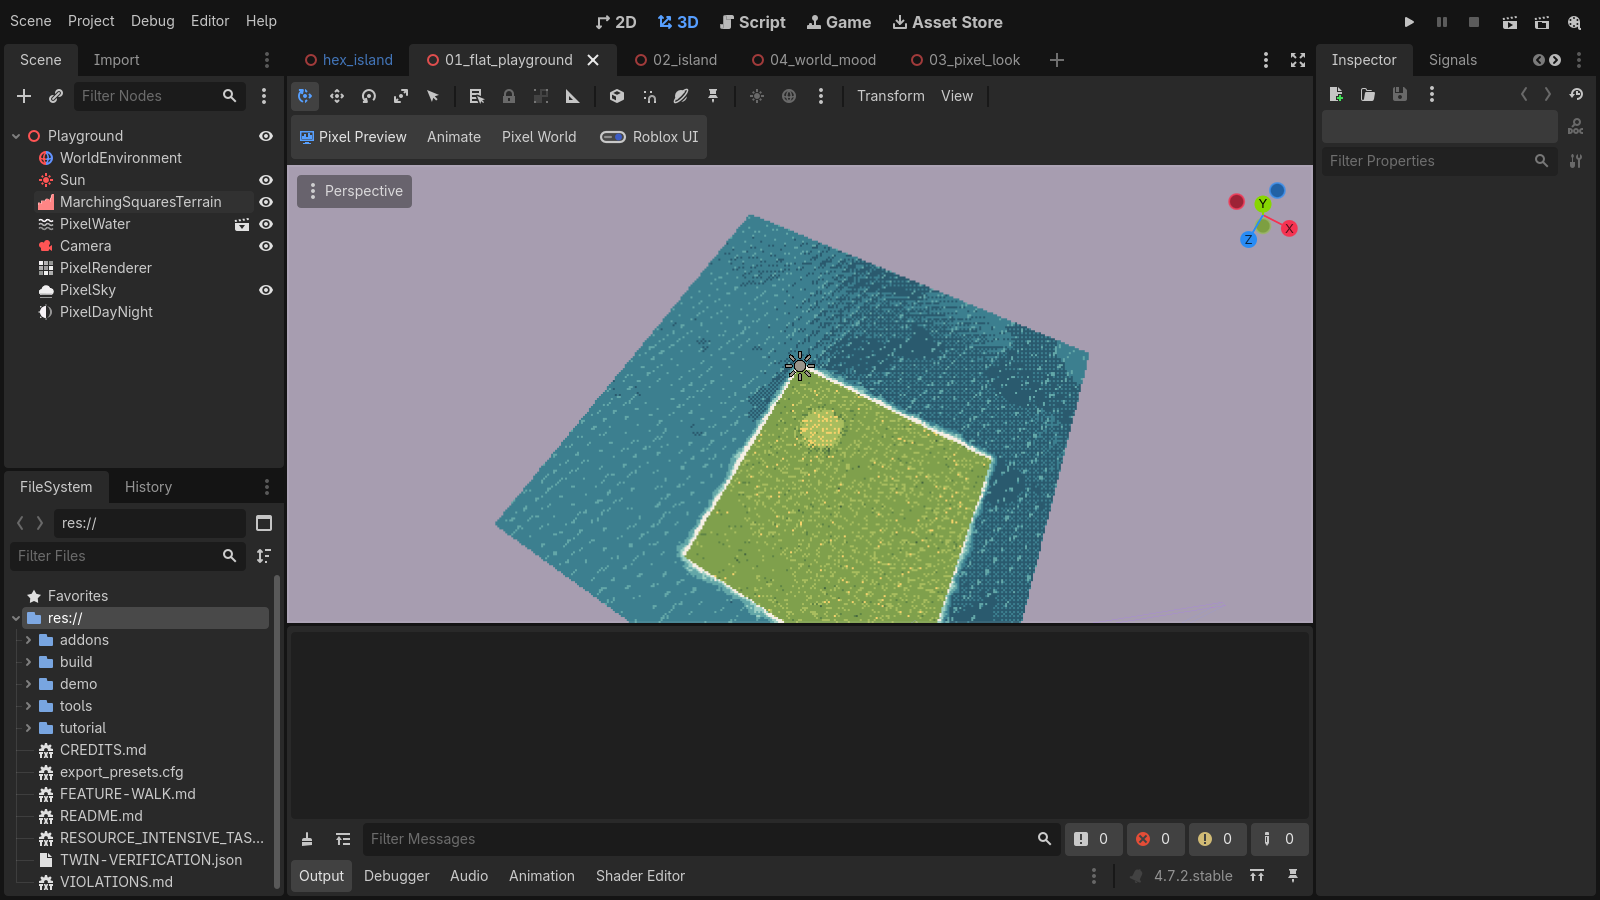 Scene Project Debug Editor Help
2D 3D Script Game Asset Store
Scene Import
hex_island 01_flat_playground 02_island 04_world_mood 03_pixel_look
Inspector Signals
Filter Nodes
Transform View
DOC
Filter Properties
Pixel Preview Animate Pixel World Roblox UI
Perspective
Y
X
Z
Playground
WorldEnvironment
Sun
MarchingSquaresTerrain
PixelWater
Camera
PixelRenderer
PixelSky
PixelDayNight
FileSystem History
res://
Filter Files
Favorites
res://
addons
build
demo
tools
tutorial
CREDITS.md
export_presets.cfg
FEATURE-WALK.md
README.md
RESOURCE_INTENSIVE_TAS...
TWIN-VERIFICATION.json
VIOLATIONS.md
Filter Messages
0 0 0 0
Output Debugger Audio Animation Shader Editor
4.7.2.stable